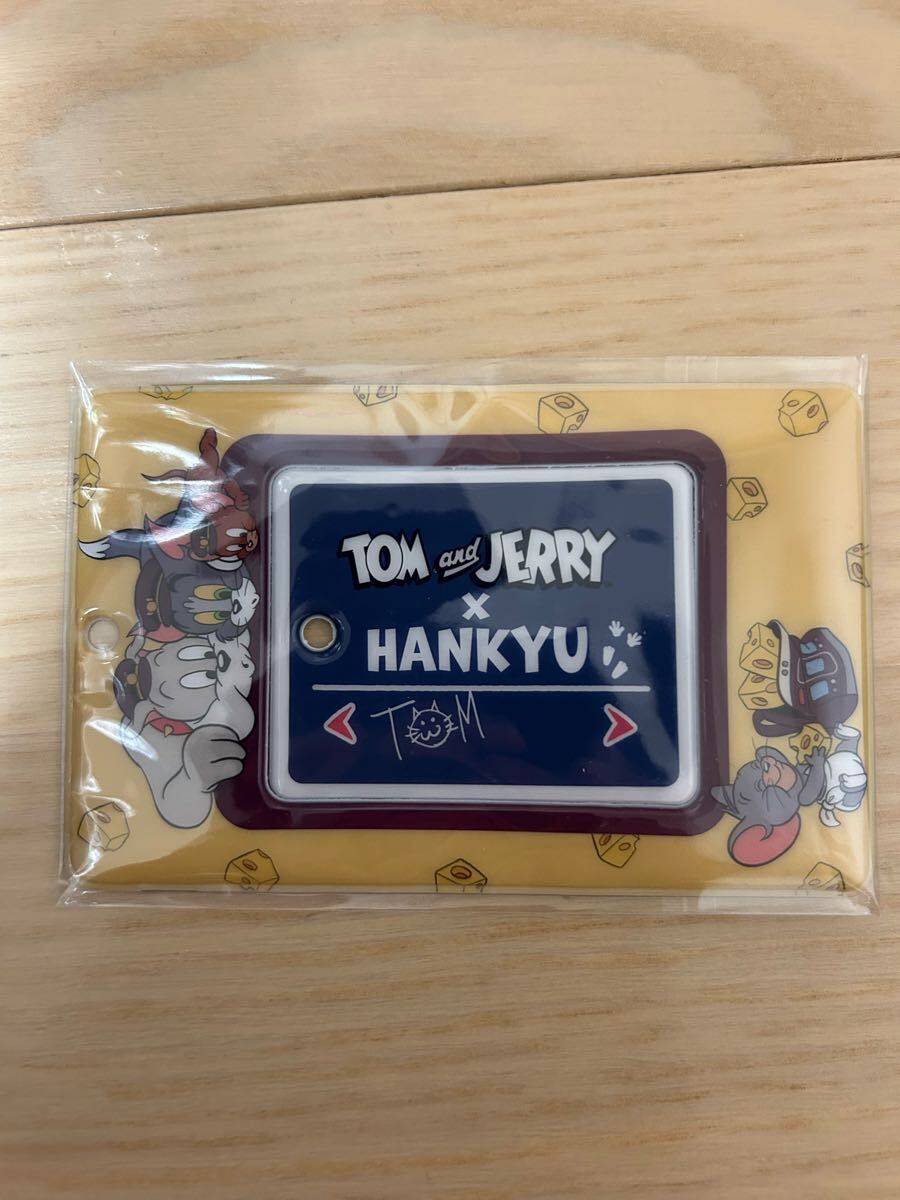 TOM and JERRY
X
HANKYU
TOM